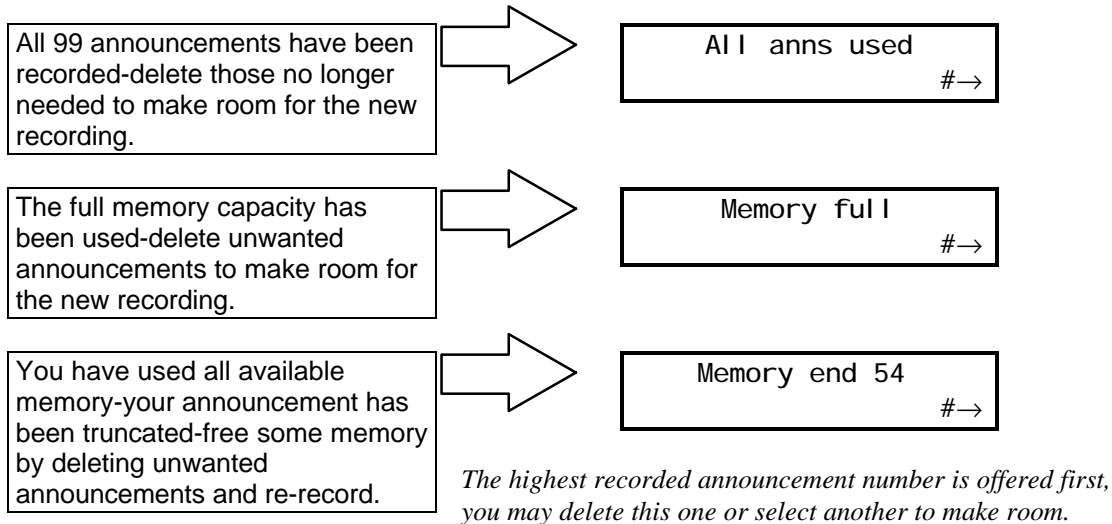 All 99 announcements have been
recorded-delete those no longer
needed to make room for the new
recording.
All anns used
#→
The full memory capacity has
been used-delete unwanted
announcements to make room for
the new recording.
Memory full
#→
You have used all available
memory-your announcement has
been truncated-free some memory
by deleting unwanted
announcements and re-record.
Memory end 54
#→
The highest recorded announcement number is offered first,
you may delete this one or select another to make room.